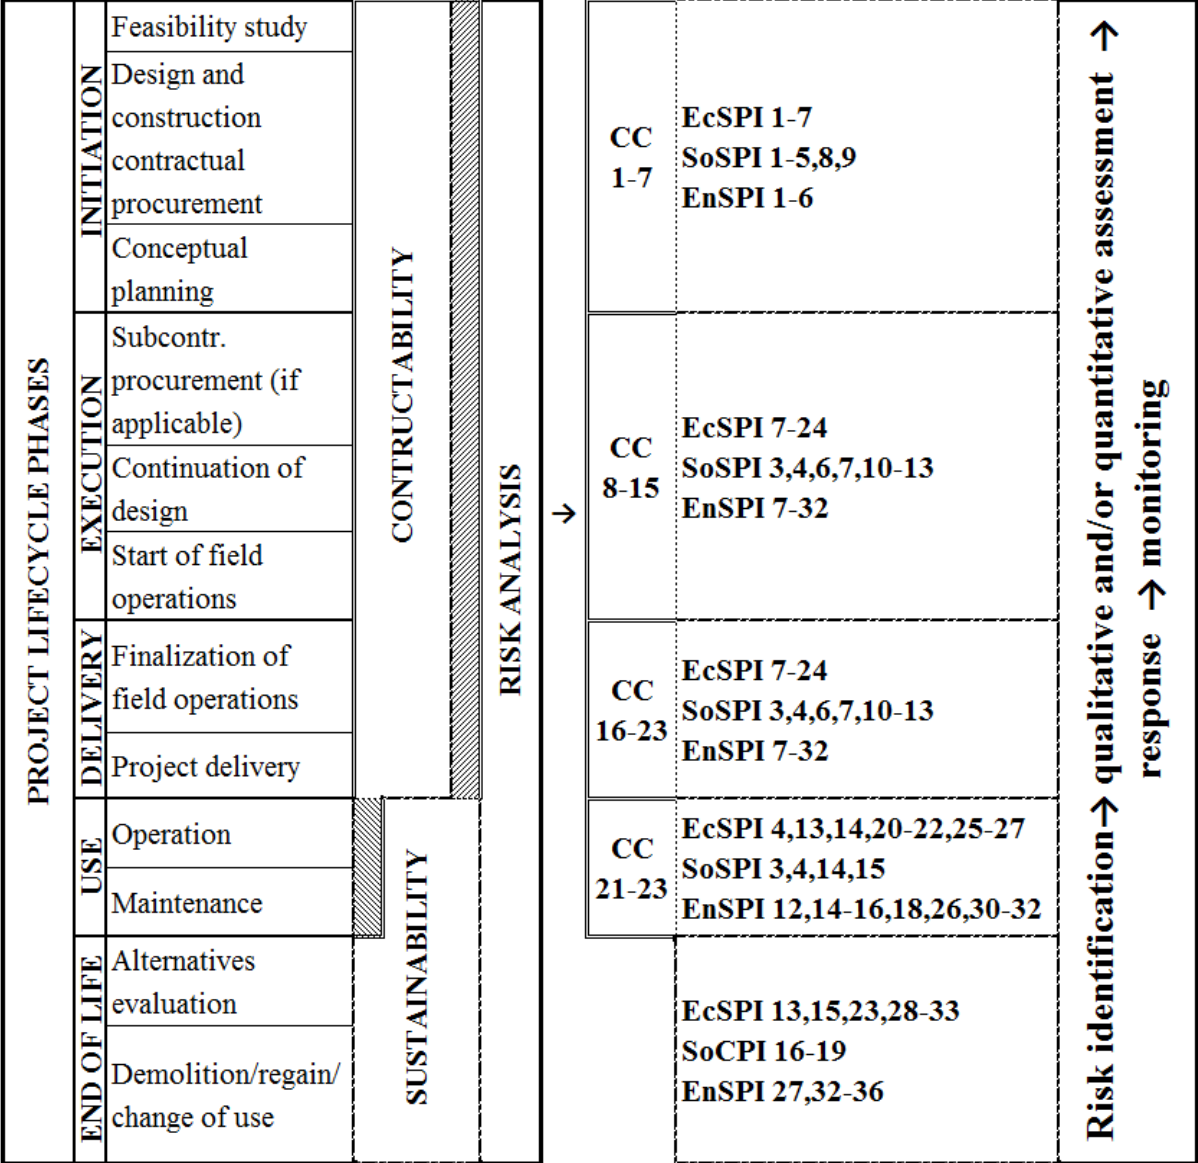 PROJECT LIFECYCLE PHASES
INITIATION
Feasibility study
Design and
construction
contractual
procurement
Conceptual
planning
EXECUTION
Subcontr.
procurement (if
applicable)
Continuation of
design
Start of field
operations
DELIVERY
Finalization of
field operations
Project delivery
USE
Operation
Maintenance
END OF LIFE
Alternatives
evaluation
Demolition/regain/
change of use
CONTRUCTABILITY
SUSTAINABILITY
RISK ANALYSIS
→
CC
1-7
EcSPI 1-7
SoSPI 1-5,8,9
EnSPI 1-6
CC
8-15
EcSPI 7-24
SoSPI 3,4,6,7,10-13
EnSPI 7-32
CC
16-23
EcSPI 7-24
SoSPI 3,4,6,7,10-13
EnSPI 7-32
CC
21-23
EcSPI 4,13,14,20-22,25-27
SoSPI 3,4,14,15
EnSPI 12,14-16,18,26,30-32
EcSPI 13,15,23,28-33
SoCPI 16-19
EnSPI 27,32-36
Risk identification→ qualitative and/or quantitative assessment →
response → monitoring